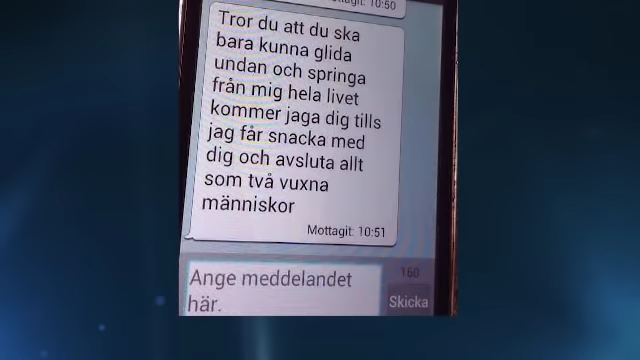 Mottagit: 10:50
Tror du att du ska
bara kunna glida
undan och springa
från mig hela livet
kommer jaga dig tills
jag får snacka med
dig och avsluta allt
som två vuxna
människor
Mottagit: 10:51
Ange meddelandet
här.
160
Skicka